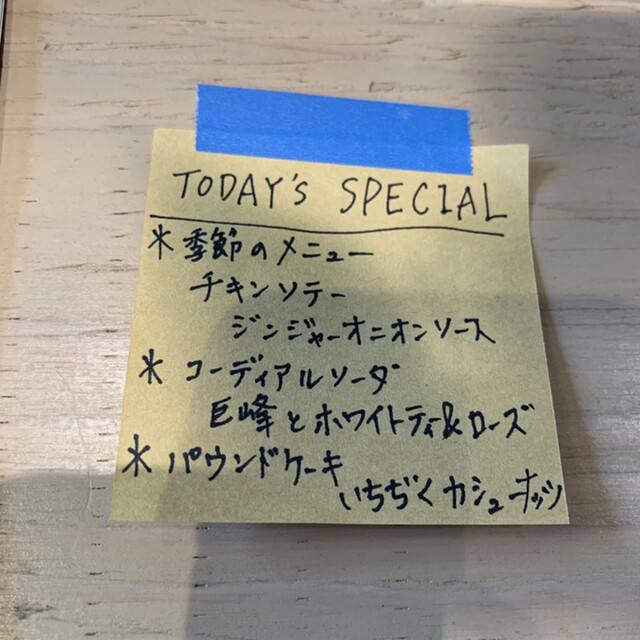 TODAY'S SPECIAL
* 季節のメニュー
チキンソテー
ジンジャーオニオンソース
* コーディアルソーダ
巨峰とホワイトティ&ローズ
* パウンドケーキ
いちぢくカシューナッツ